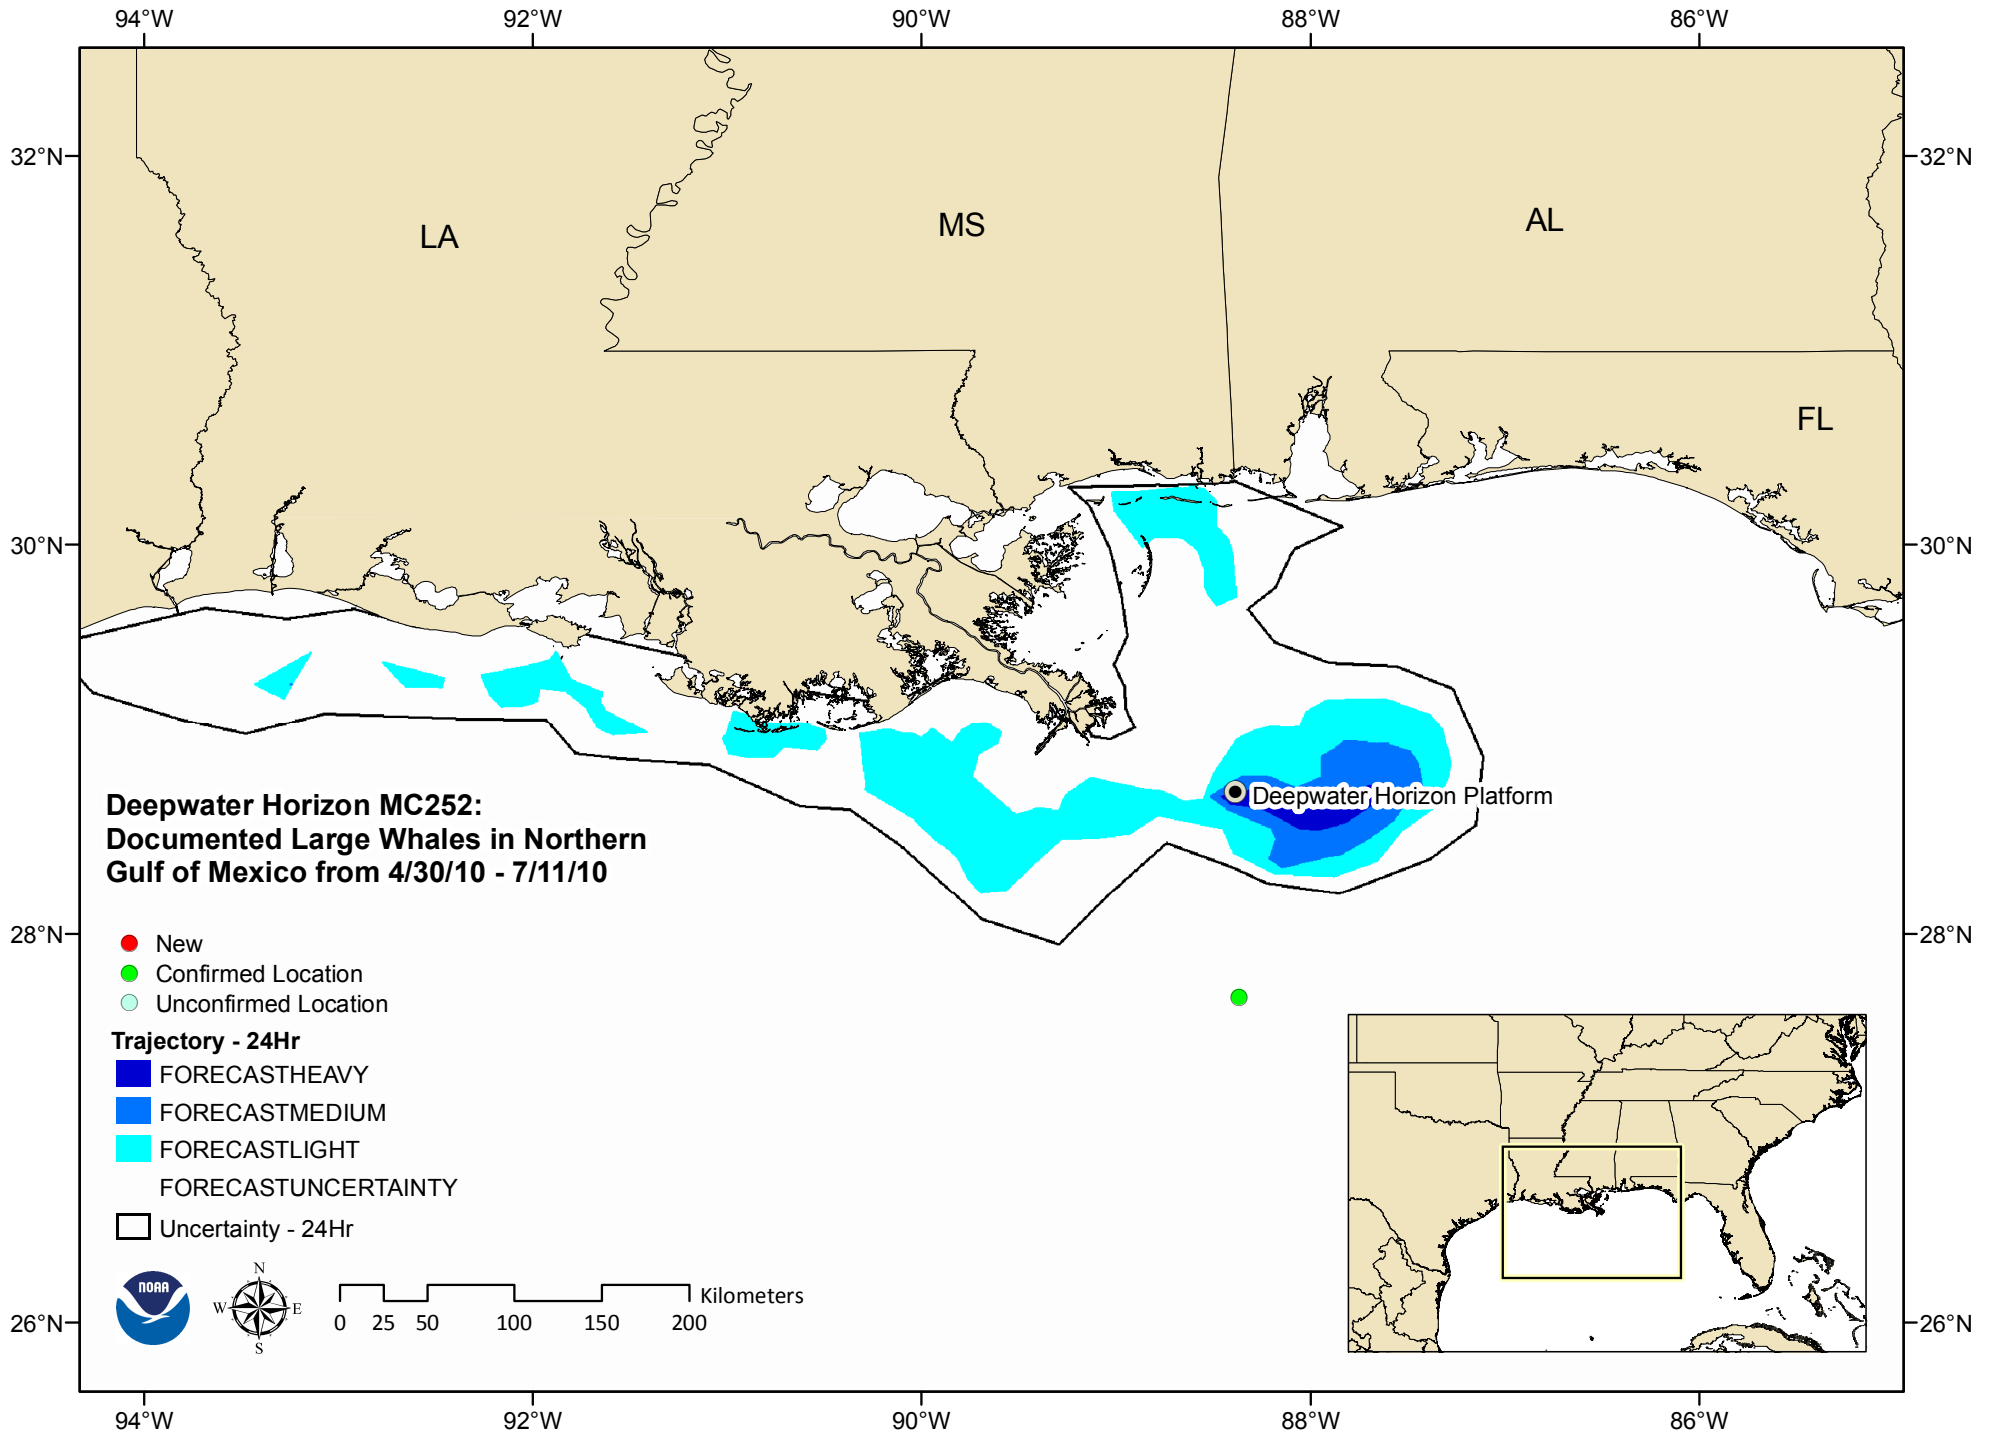 94°W
92°W
90°W
88°W
86°W
32°N
32°N
LA
MS
AL
FL
30°N
30°N
Deepwater Horizon Platform
Deepwater Horizon MC252:
Documented Large Whales in Northern
Gulf of Mexico from 4/30/10 - 7/11/10
28°N
28°N
New
Confirmed Location
Unconfirmed Location
Trajectory - 24Hr
FORECASTHEAVY
FORECASTMEDIUM
FORECASTLIGHT
FORECASTUNCERTAINTY
Uncertainty - 24Hr
NOAA
N
W
E
S
Kilometers
0 25 50 100 150 200
26°N
26°N
94°W
92°W
90°W
88°W
86°W